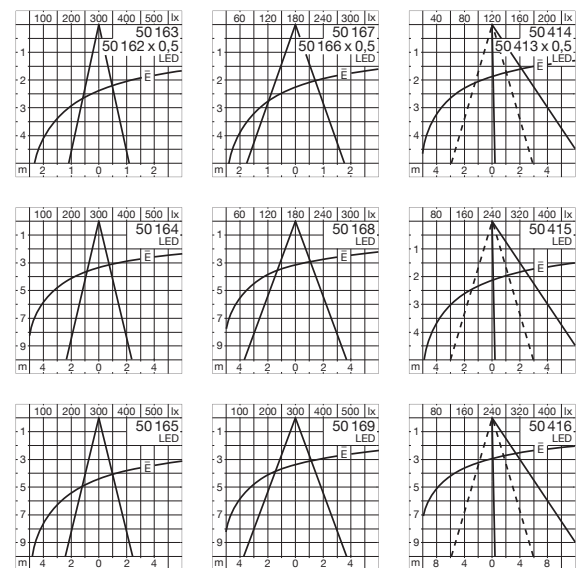 100 200 300 400 500 lx
50 163
50 162 x 0,5
LED
1
2
3
4
E̅
m 2 1 0 1 2
60 120 180 240 300 lx
50 167
50 166 x 0,5
LED
1
2
3
4
E̅
m 2 1 0 1 2
40 80 120 160 200 lx
50 414
50 413 x 0,5
LED
1
2
3
4
E̅
m 4 2 0 2 4
100 200 300 400 500 lx
50 164
LED
1
3
5
7
9
E̅
m 4 2 0 2 4
60 120 180 240 300 lx
50 168
LED
1
3
5
7
9
E̅
m 4 2 0 2 4
80 160 240 320 400 lx
50 415
LED
1
2
3
4
E̅
m 4 2 0 2 4
100 200 300 400 500 lx
50 165
LED
1
3
5
7
9
E̅
m 4 2 0 2 4
100 200 300 400 500 lx
50 169
LED
1
3
5
7
9
E̅
m 4 2 0 2 4
80 160 240 320 400 lx
50 416
LED
1
3
5
7
9
E̅
m 8 4 0 4 8